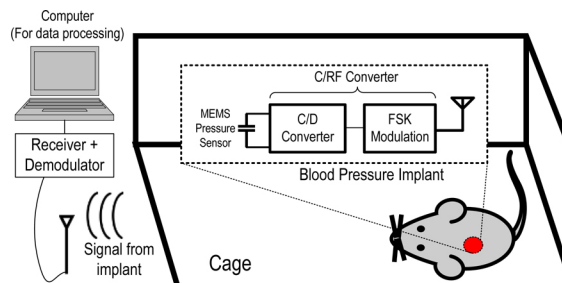 Computer
(For data processing)
Receiver +
Demodulator
Signal from
implant
C/RF Converter
MEMS
Pressure
Sensor
C/D
Converter
FSK
Modulation
Blood Pressure Implant
Cage